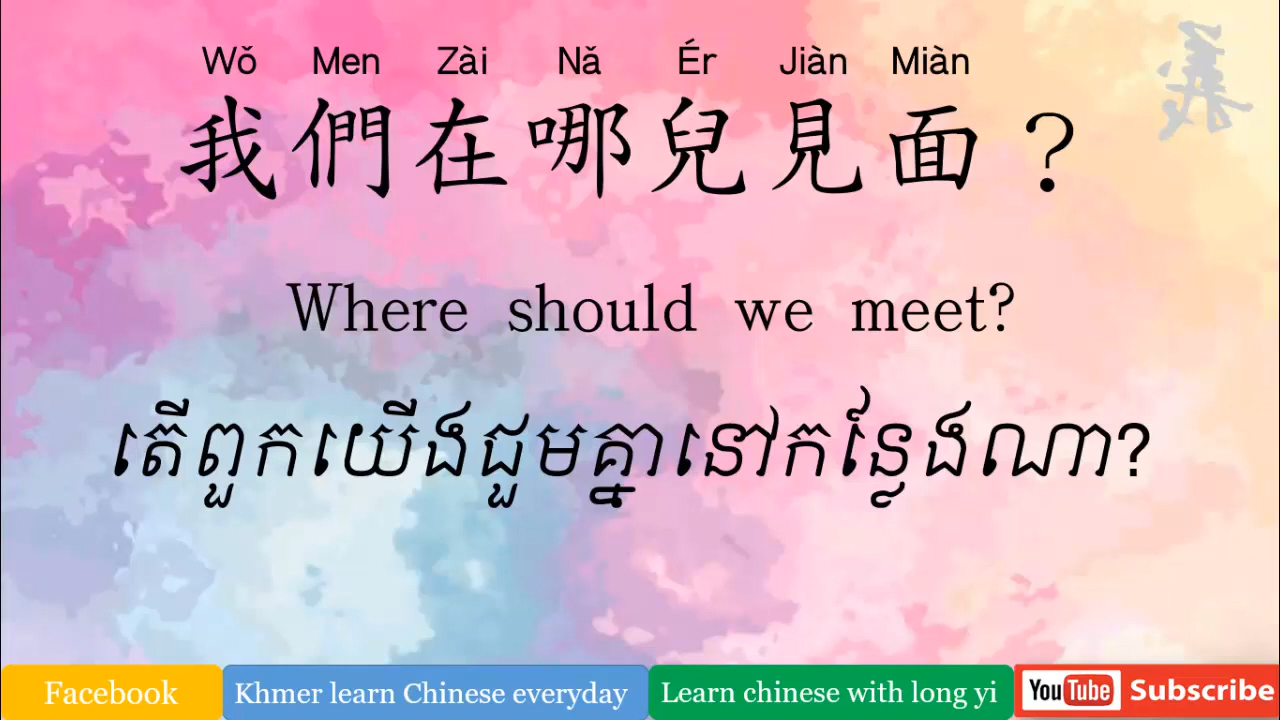 Wǒ Men Zài Nǎ Ér Jiàn Miàn
我們在哪兒見面？
Where should we meet?
តើពួកយើងជួមគ្នានៅកន្លែងណា?
Facebook Khmer learn Chinese everyday Learn chinese with long yi YouTube Subscribe